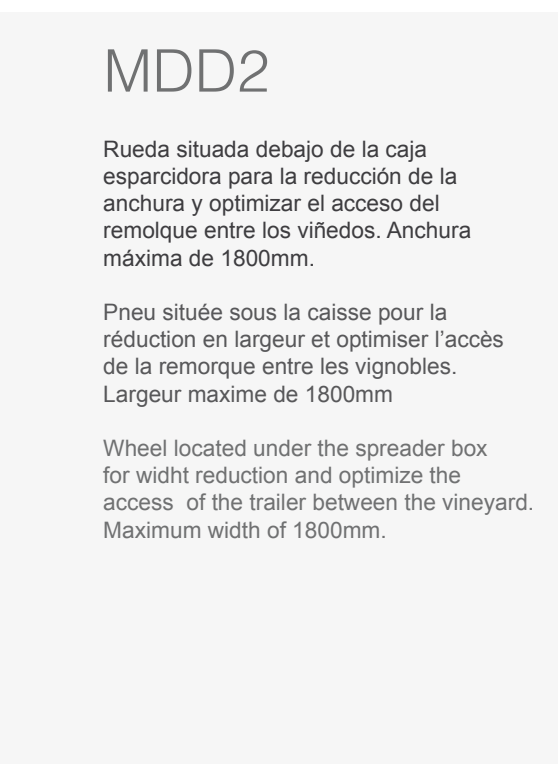 MDD2
Rueda situada debajo de la caja
esparcidora para la reducción de la
anchura y optimizar el acceso del
remolque entre los viñedos. Anchura
máxima de 1800mm.
Pneu située sous la caisse pour la
réduction en largeur et optimiser l’accès
de la remorque entre les vignobles.
Largeur maxime de 1800mm
Wheel located under the spreader box
for widht reduction and optimize the
access  of the trailer between the vineyard.
Maximum width of 1800mm.